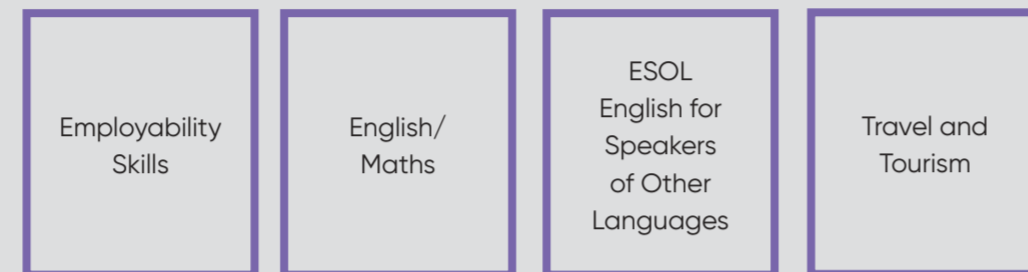 Employability
Skills
English/
Maths
ESOL
English for
Speakers
of Other
Languages
Travel and
Tourism